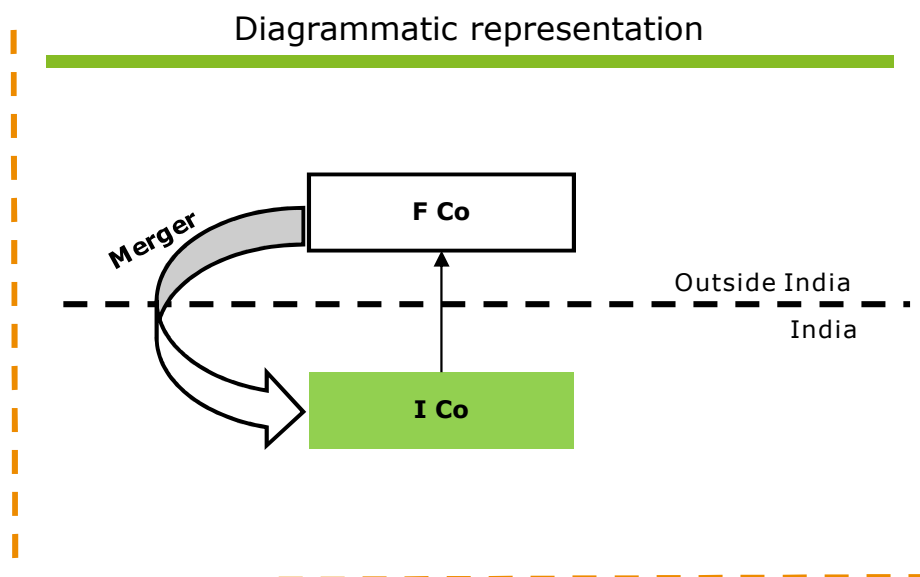 Diagrammatic representation
F Co
Merger
Outside India
India
I Co